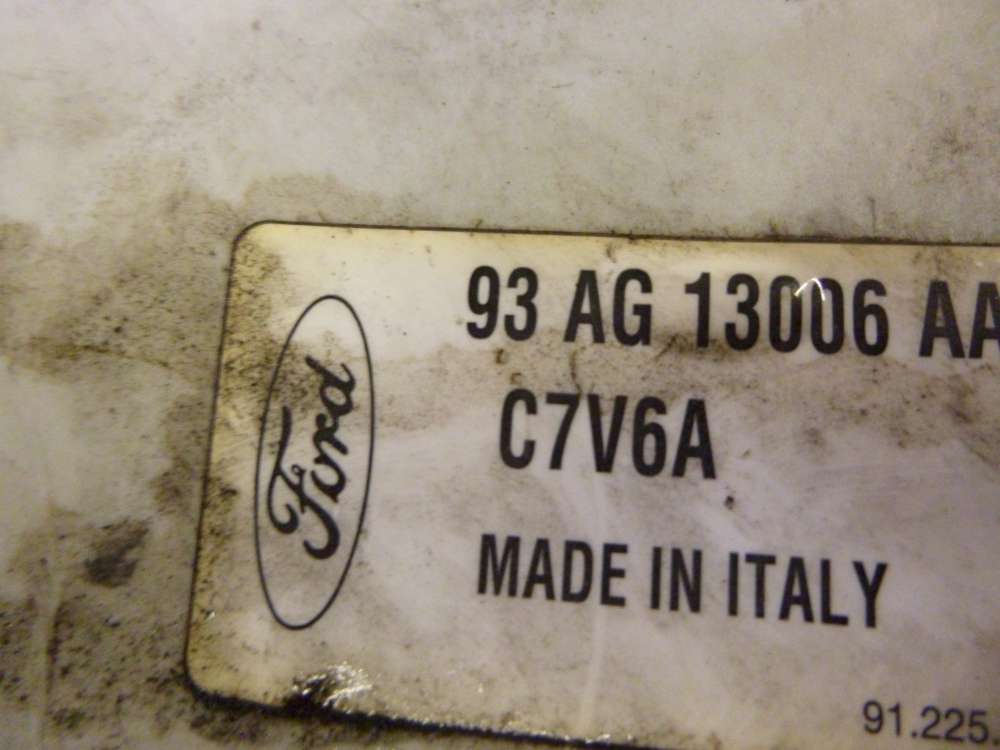 93 AG 13006 AA
C7V6A
Ford
MADE IN ITALY
91.225.